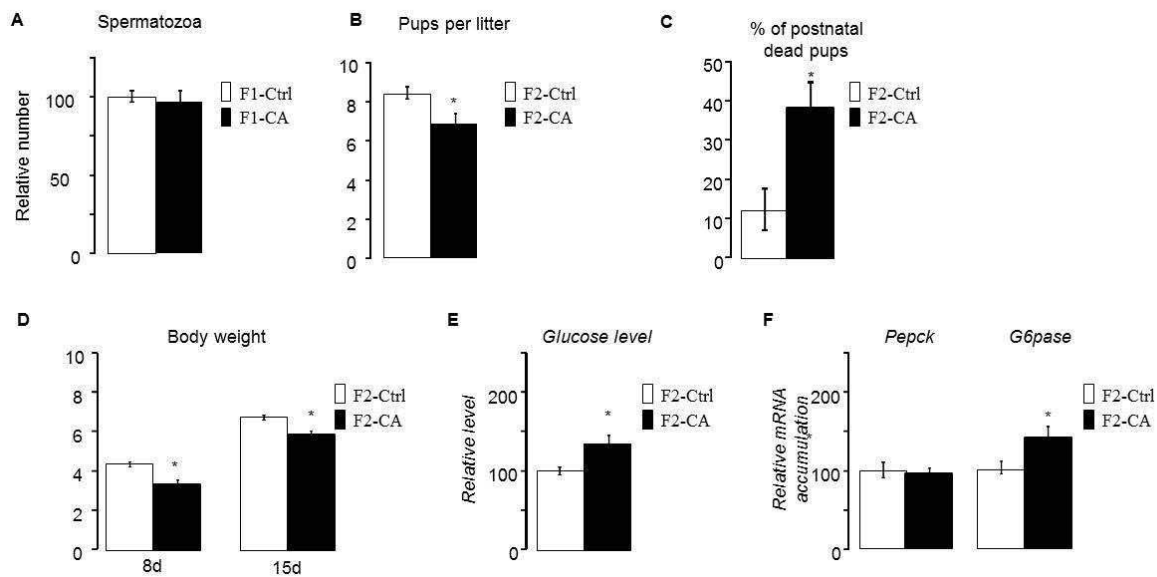 A
Spermatozoa
Relative number
100
50
0
F1-Ctrl
F1-CA
B
Pups per litter
10
8
6
4
2
0
*
F2-Ctrl
F2-CA
C
% of postnatal
dead pups
50
40
30
20
10
0
*
F2-Ctrl
F2-CA
D
Body weight
10
8
6
4
2
0
*
*
8d
15d
F2-Ctrl
F2-CA
E
Glucose level
Relative level
200
100
0
*
F2-Ctrl
F2-CA
F
Pepck
G6pase
Relative mRNA
accumulation
200
100
0
*
F2-Ctrl
F2-CA